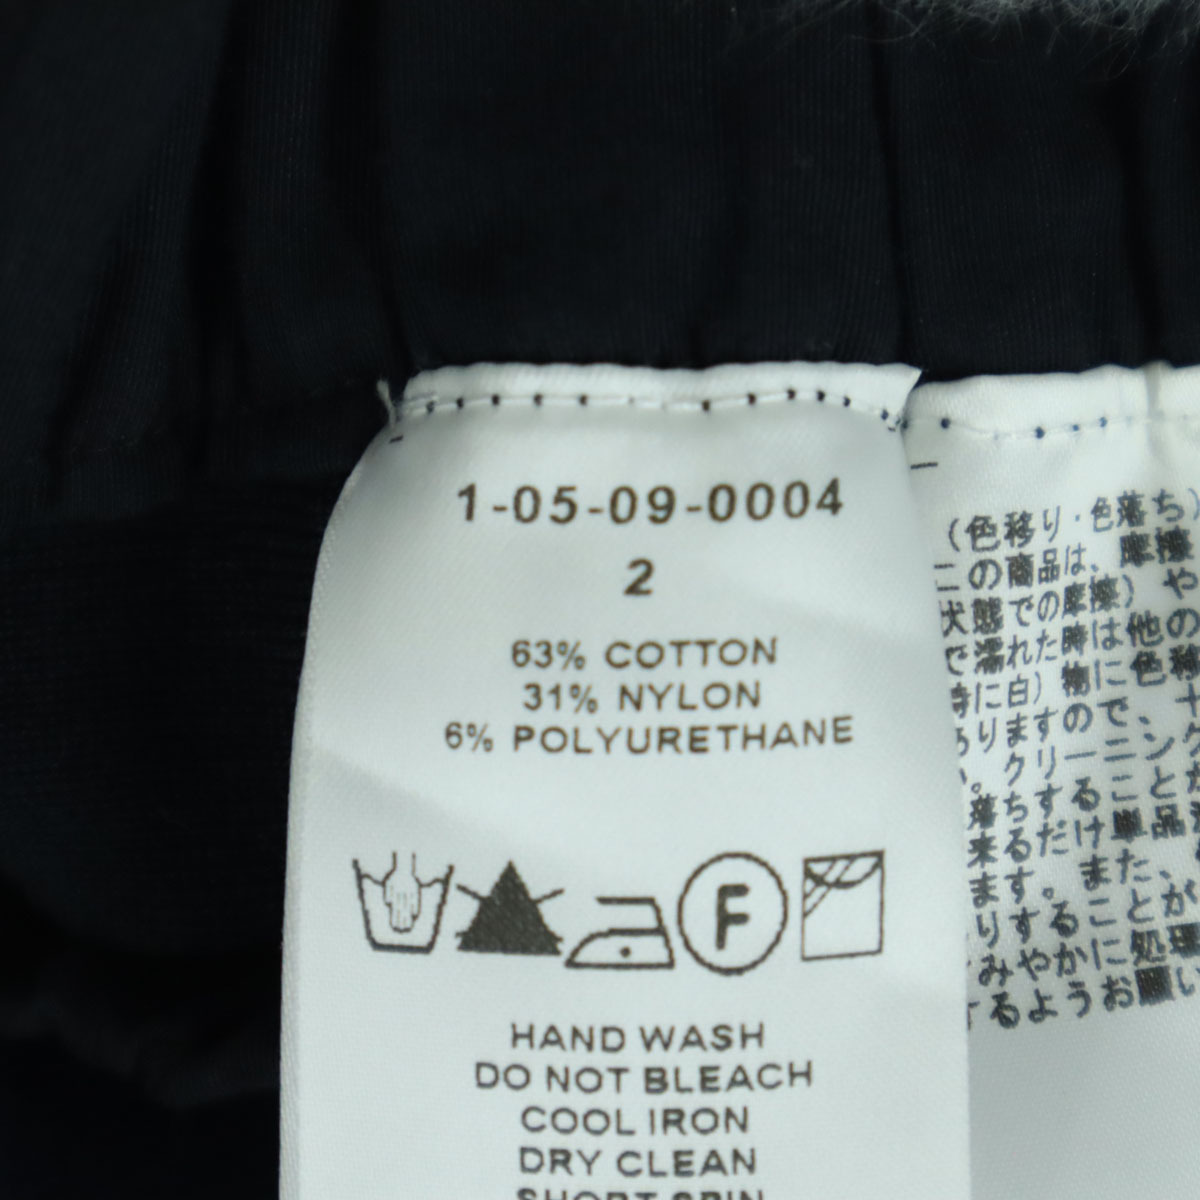 1-05-09-0004
2
63% COTTON
31% NYLON
6% POLYURETHANE
F
HAND WASH
DO NOT BLEACH
COOL IRON
DRY CLEAN
SHORT SPIN
(色移り・色落ち)
この商品は、摩擦
状態での摩擦) や
で濡れた時は他の
時に白) 物に色移
ありますので、
。クリーニング
落ちすることが
来るだけ単品
ます。また、
りすることが
みやかに処理
するようお願い